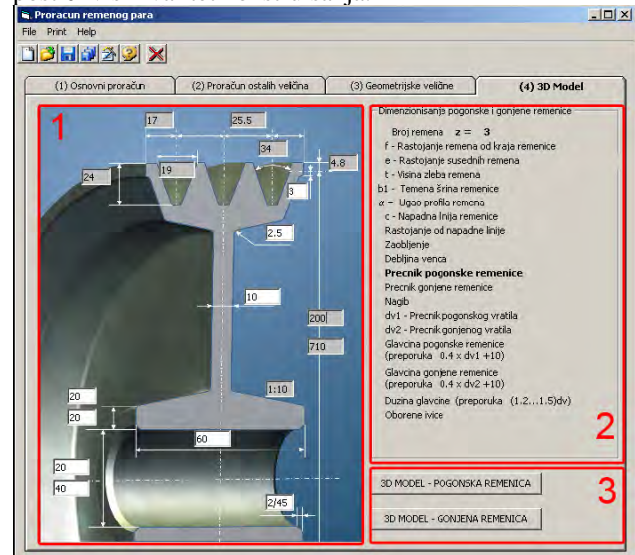 Proracun remenog para
File Print Help
(1) Osnovni proračun
(2) Proračun ostalih veličina
(3) Geometrijske velične
(4) 3D Model
1
17
25.5
34
4.8
19
24
3
2.5
10
200
710
1:10
20
20
60
20
40
2/45
Dimenzionisanje pogonske i gonjene remenice
Broj remena z = 3
f - Rastojanje remena od kraja remenice
e - Rastojanje susednih remena
t - Visina zleba remenice
b1 - Temena širina remenice
α - Ugao profila remena
c - Napadna lnija remenice
Rastojanje od napadne linije
Zaobljenje
Debljina venca
Precnik pogonske remenice
Precnik gonjene remenice
Nagib
dv1 - Precnik pogonskog vratila
dv2 - Precnik gonjenog vratila
Glavcina pogonske remenice
(preporuka 0.4 x dv1 +10)
Glavcina gonjene remenice
(preporuka 0.4 x dv2 +10)
Duzina glavcine (preporuka (1.2...1.5)dv)
Oborene ivice
2
3D MODEL - POGONSKA REMENICA
3D MODEL - GONJENA REMENICA
3